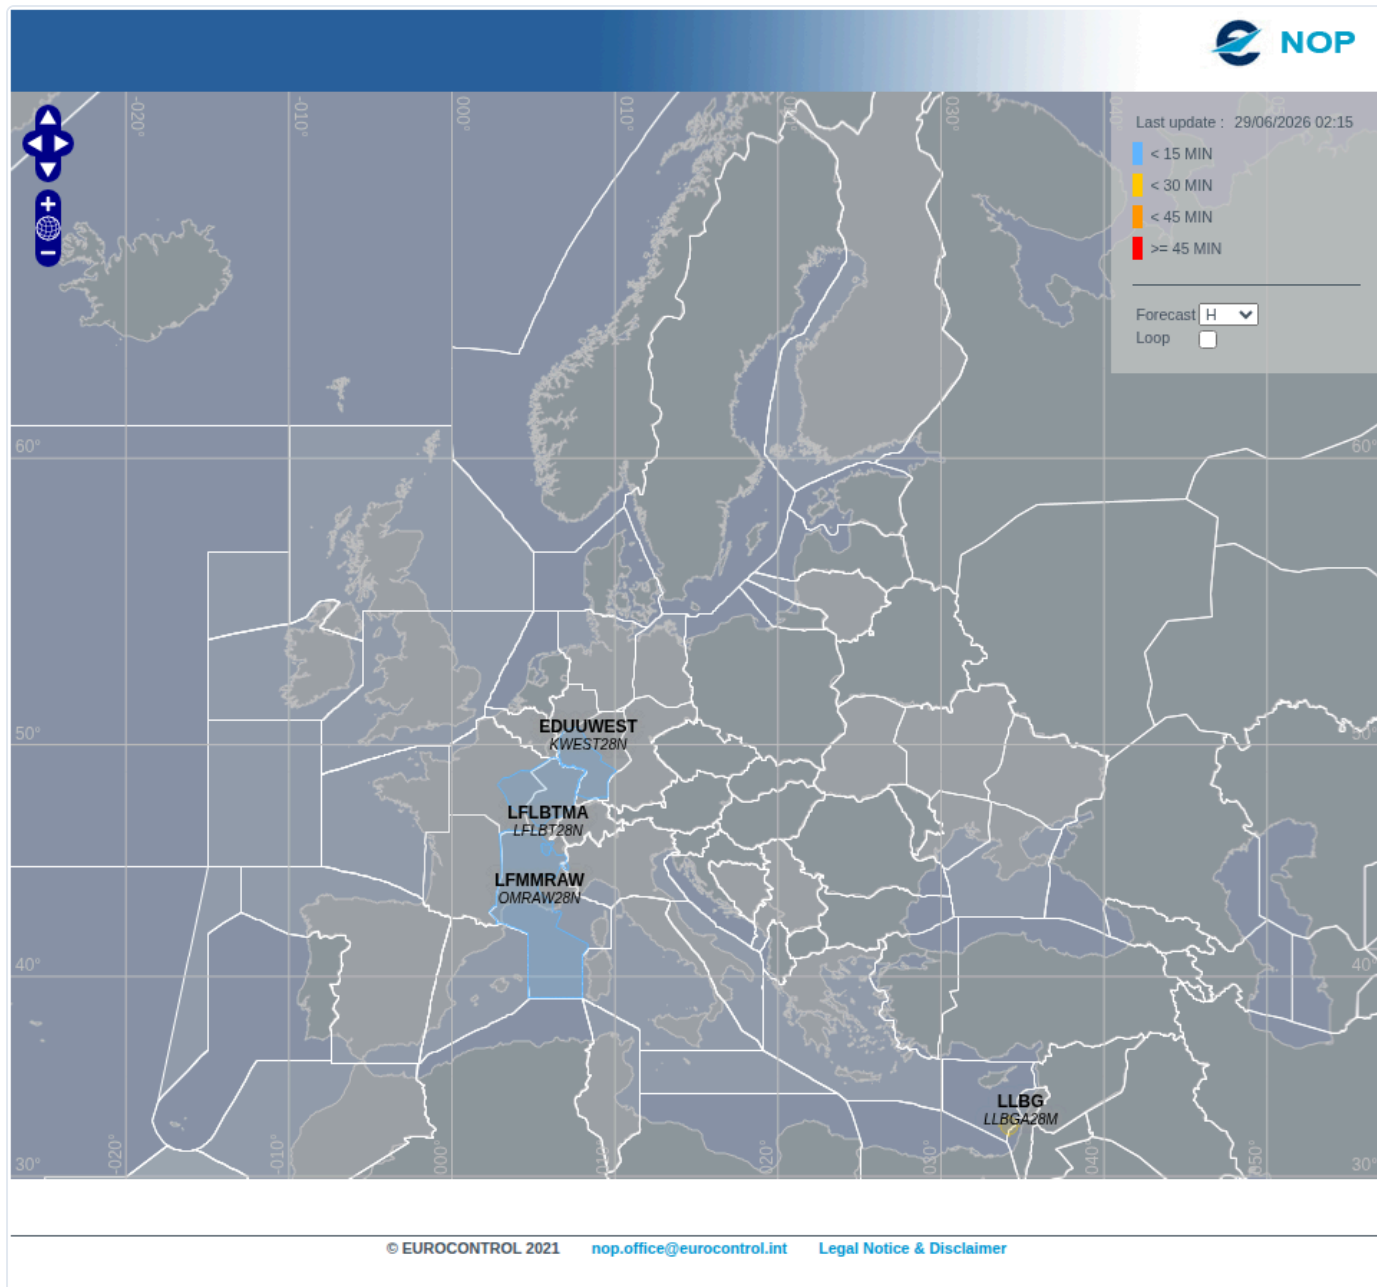 NOP
-020°
-010°
000°
010°
020°
030°
040°
050°
Last update : 29/06/2026 02:15
< 15 MIN
< 30 MIN
< 45 MIN
>= 45 MIN
Forecast H
Loop
60°
60°
50°
50°
EDUUWEST
KWEST28N
LFLBTMA
LFLBT28N
LFMMRAW
OMRAW28N
40°
40
LLBG
LLBGA28M
30°
-020°
-010°
000°
010
020°
030°
040
050°
30°
© EUROCONTROL 2021 nop.office@eurocontrol.int Legal Notice & Disclaimer